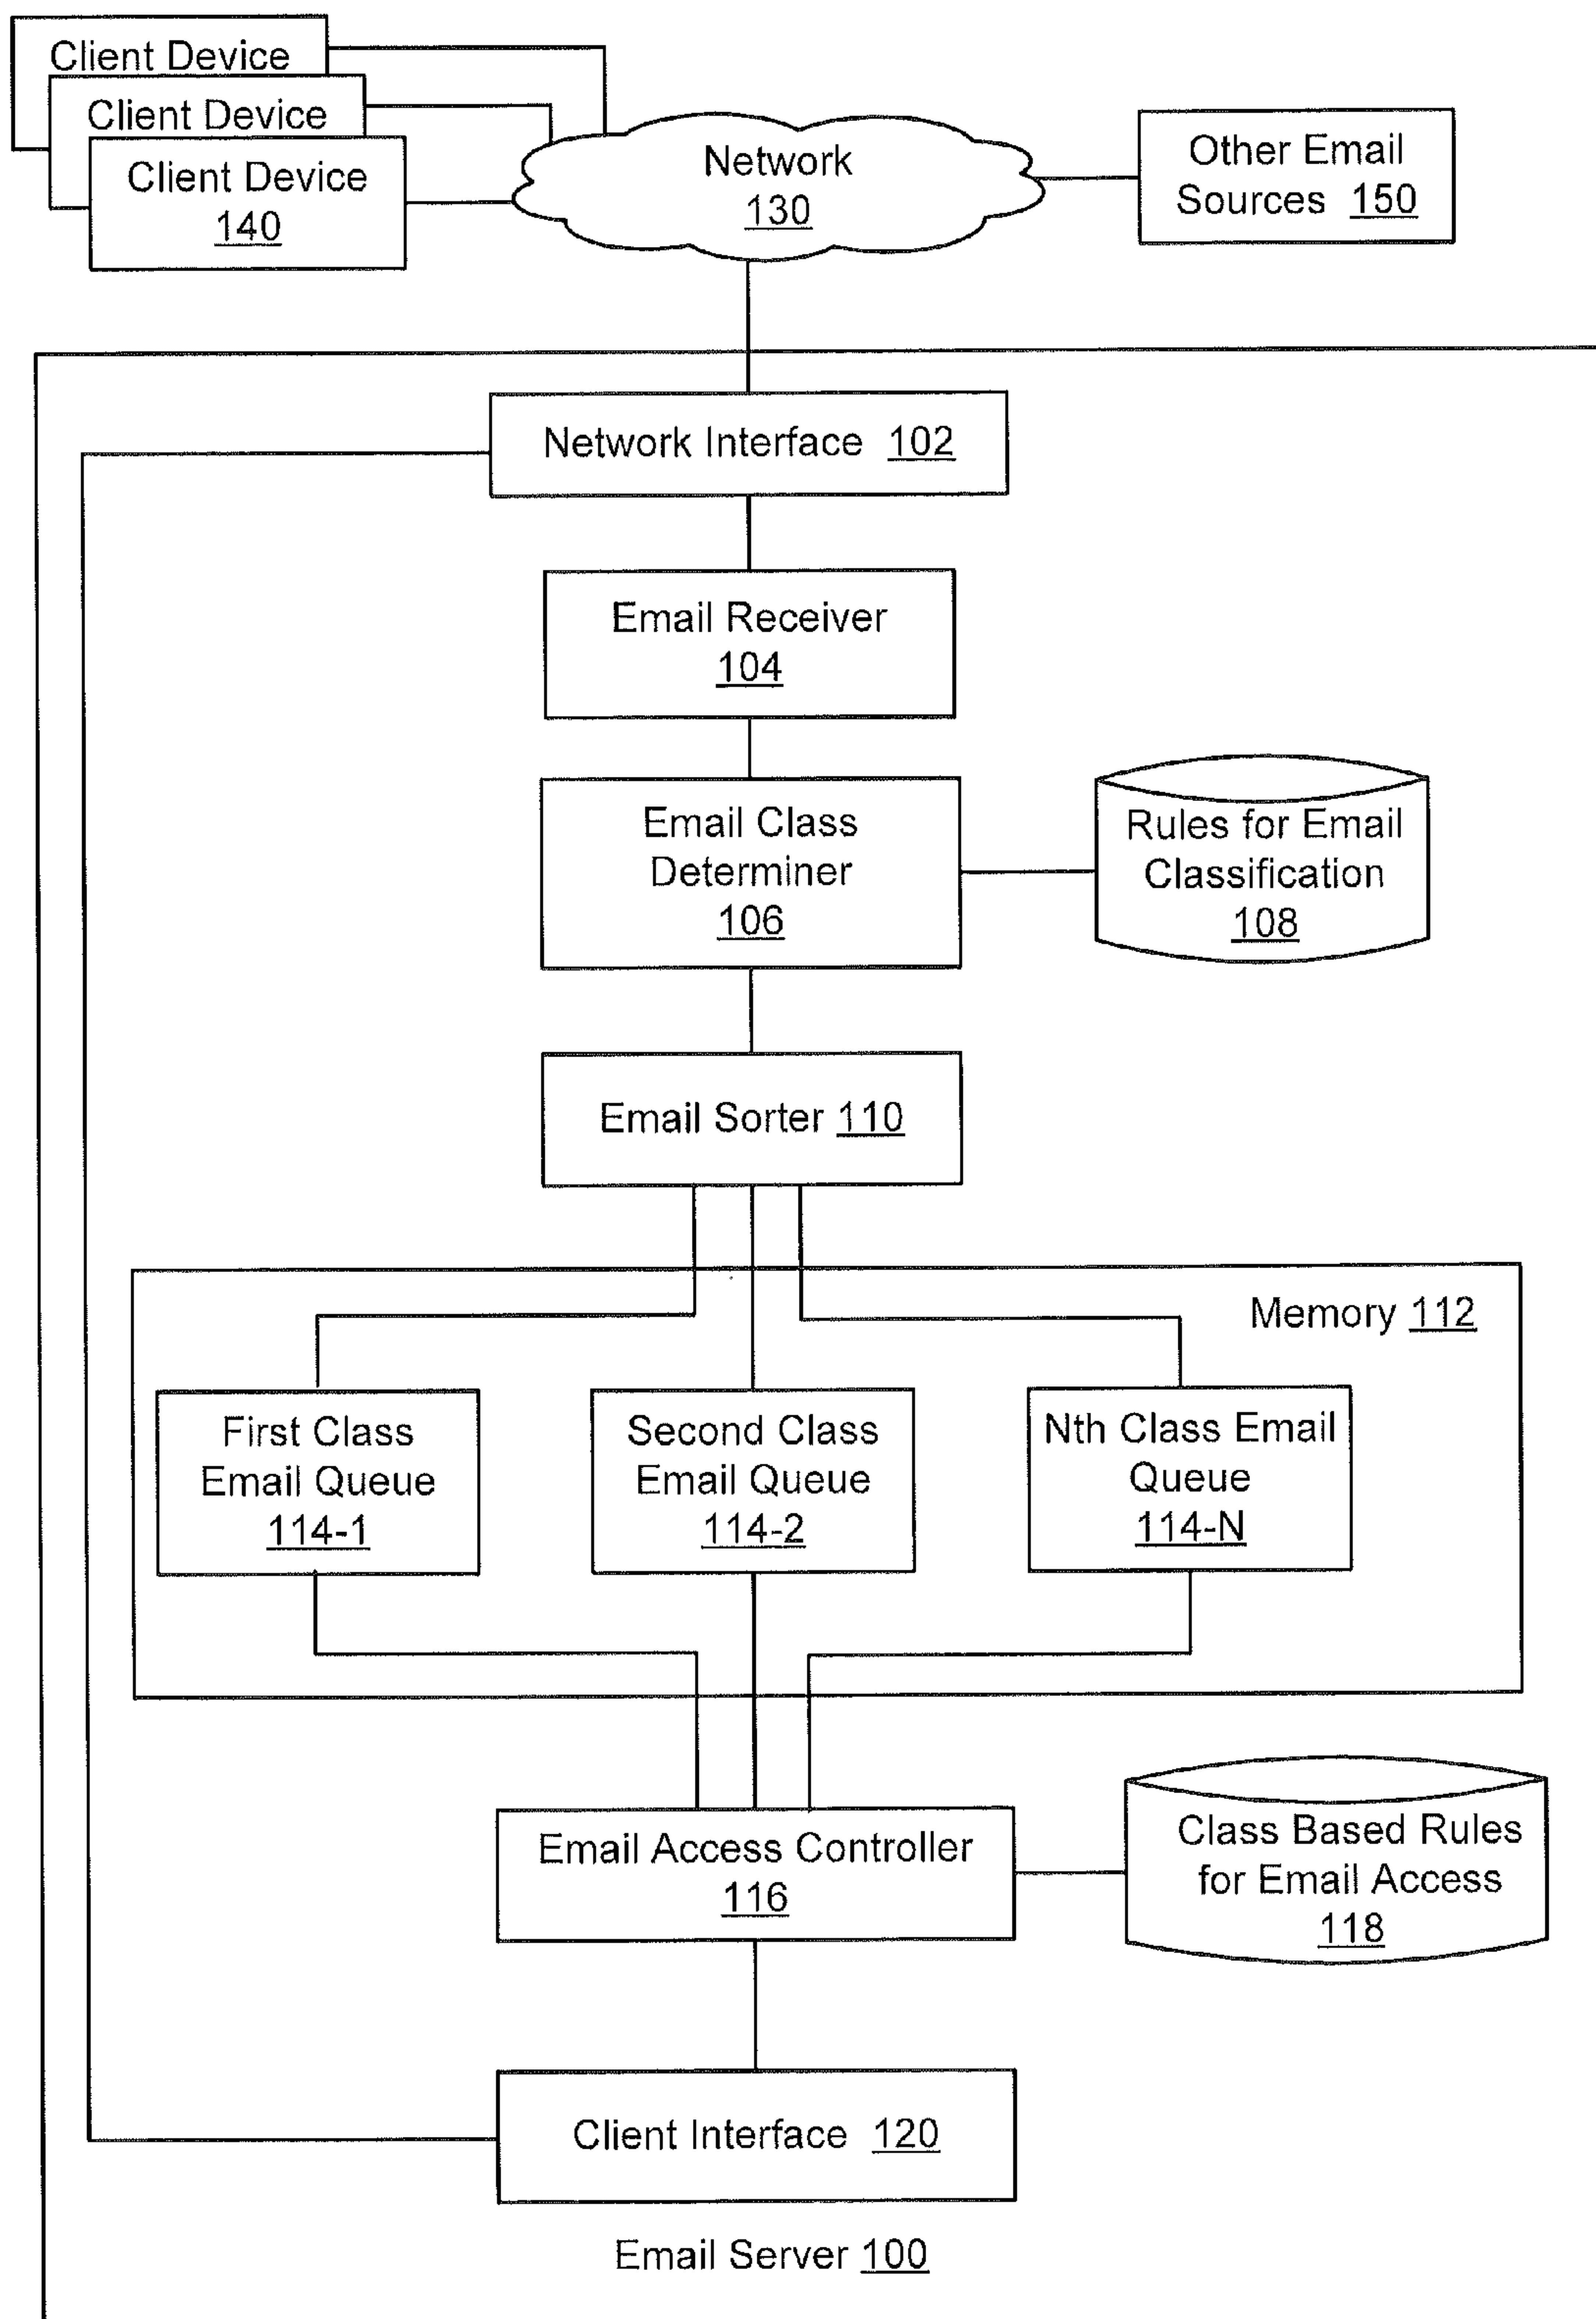 Client Device
Client Device
Client Device
140
Network
130
Other Email
Sources 150
Network Interface 102
Email Receiver
104
Email Class
Determiner
106
Rules for Email
Classification
108
Email Sorter 110
Memory 112
First Class
Email Queue
114-1
Second Class
Email Queue
114-2
Nth Class Email
Queue
114-N
Email Access Controller
116
Class Based Rules
for Email Access
118
Client Interface 120
Email Server 100